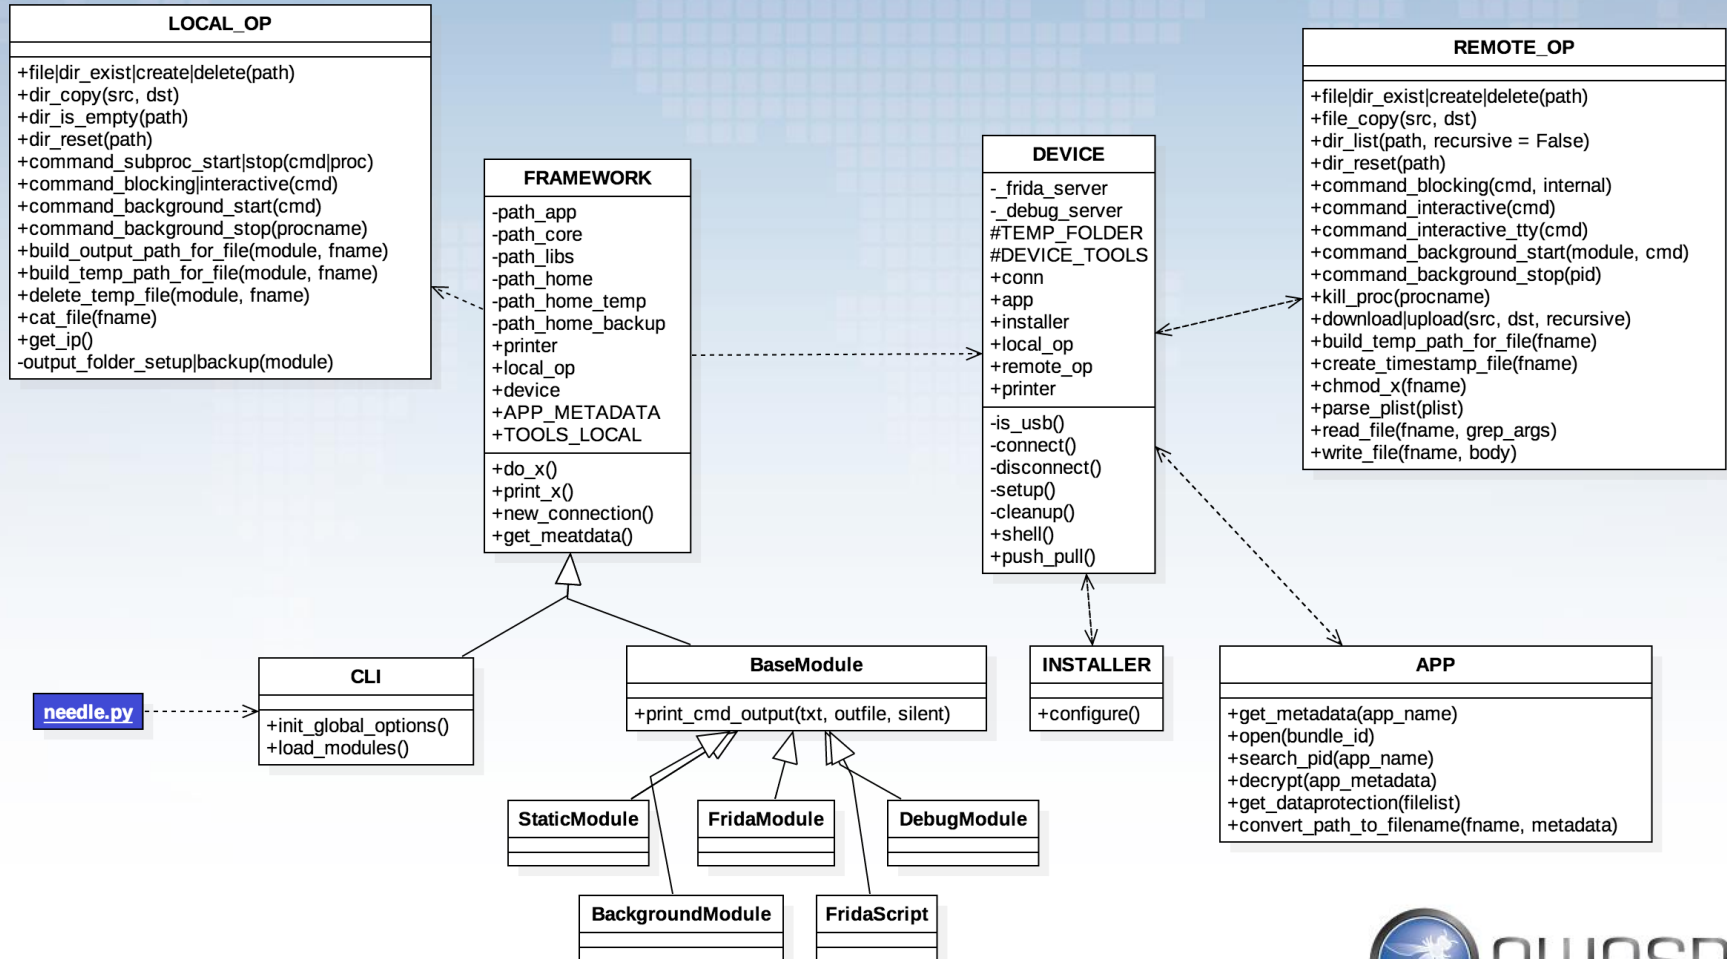 LOCAL_OP
+file|dir_exist|create|delete(path)
+dir_copy(src, dst)
+dir_is_empty(path)
+dir_reset(path)
+command_subproc_start|stop(cmd|proc)
+command_blocking|interactive(cmd)
+command_background_start(cmd)
+command_background_stop(procname)
+build_output_path_for_file(module, fname)
+build_temp_path_for_file(module, fname)
+delete_temp_file(module, fname)
+cat_file(fname)
+get_ip()
-output_folder_setup|backup(module)
FRAMEWORK
-path_app
-path_core
-path_libs
-path_home
-path_home_temp
-path_home_backup
+printer
+local_op
+device
+APP_METADATA
+TOOLS_LOCAL
+do_x()
+print_x()
+new_connection()
+get_meatdata()
DEVICE
-_frida_server
-_debug_server
#TEMP_FOLDER
#DEVICE_TOOLS
+conn
+app
+installer
+local_op
+remote_op
+printer
-is_usb()
-connect()
-disconnect()
-setup()
-cleanup()
+shell()
+push_pull()
REMOTE_OP
+file|dir_exist|create|delete(path)
+file_copy(src, dst)
+dir_list(path, recursive = False)
+dir_reset(path)
+command_blocking(cmd, internal)
+command_interactive(cmd)
+command_interactive_tty(cmd)
+command_background_start(module, cmd)
+command_background_stop(pid)
+kill_proc(procname)
+download|upload(src, dst, recursive)
+build_temp_path_for_file(fname)
+create_timestamp_file(fname)
+chmod_x(fname)
+parse_plist(plist)
+read_file(fname, grep_args)
+write_file(fname, body)
needle.py
CLI
+init_global_options()
+load_modules()
BaseModule
+print_cmd_output(txt, outfile, silent)
INSTALLER
+configure()
APP
+get_metadata(app_name)
+open(bundle_id)
+search_pid(app_name)
+decrypt(app_metadata)
+get_dataprotection(filelist)
+convert_path_to_filename(fname, metadata)
StaticModule
FridaModule
DebugModule
BackgroundModule
FridaScript